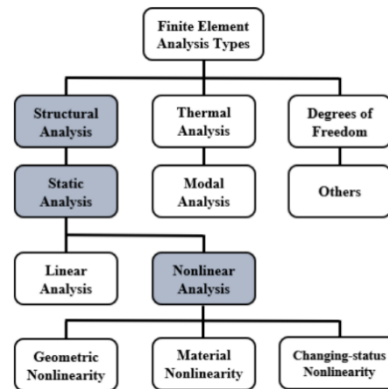 Finite Element
Analysis Types
Structural
Analysis
Thermal
Analysis
Degrees of
Freedom
Static
Analysis
Modal
Analysis
Others
Linear
Analysis
Nonlinear
Analysis
Geometric
Nonlinearity
Material
Nonlinearity
Changing-status
Nonlinearity